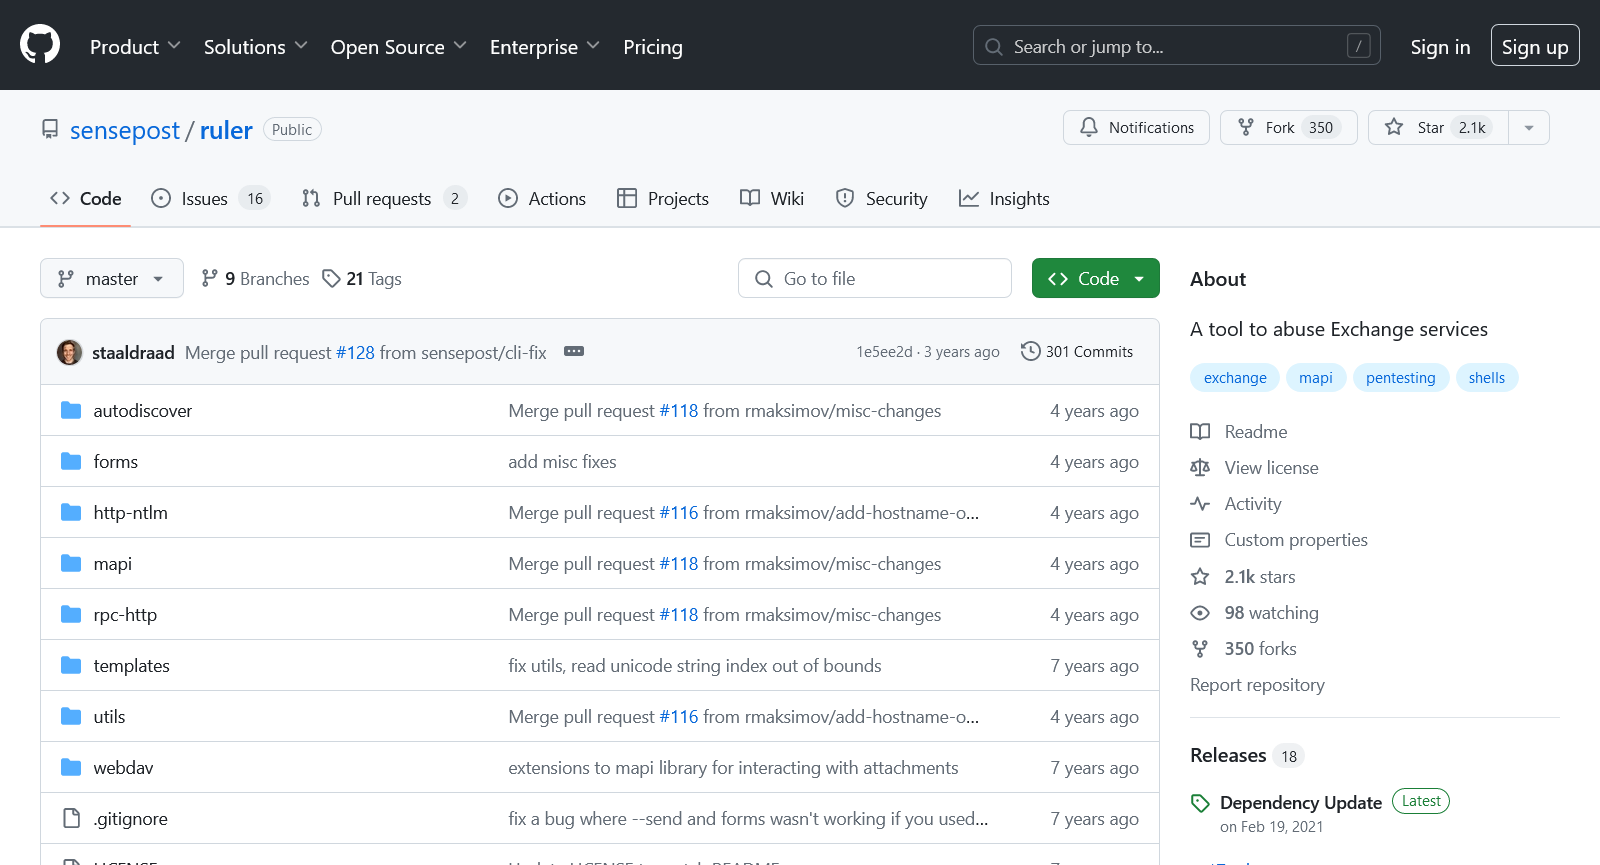 Product Solutions Open Source Enterprise Pricing Search or jump to... / Sign in Sign up
sensepost / ruler Public Notifications Fork 350 Star 2.1k
Code Issues 16 Pull requests 2 Actions Projects Wiki Security Insights
master 9 Branches 21 Tags Go to file Code
staaldraad Merge pull request #128 from sensepost/cli-fix 1e5ee2d · 3 years ago 301 Commits
autodiscover Merge pull request #118 from rmaksimov/misc-changes 4 years ago
forms add misc fixes 4 years ago
http-ntlm Merge pull request #116 from rmaksimov/add-hostname-o... 4 years ago
mapi Merge pull request #118 from rmaksimov/misc-changes 4 years ago
rpc-http Merge pull request #118 from rmaksimov/misc-changes 4 years ago
templates fix utils, read unicode string index out of bounds 7 years ago
utils Merge pull request #116 from rmaksimov/add-hostname-o... 4 years ago
webdav extensions to mapi library for interacting with attachments 7 years ago
.gitignore fix a bug where --send and forms wasn't working if you used... 7 years ago
About
A tool to abuse Exchange services
exchange mapi pentesting shells
Readme
View license
Activity
Custom properties
2.1k stars
98 watching
350 forks
Report repository
Releases 18
Dependency Update Latest
on Feb 19, 2021